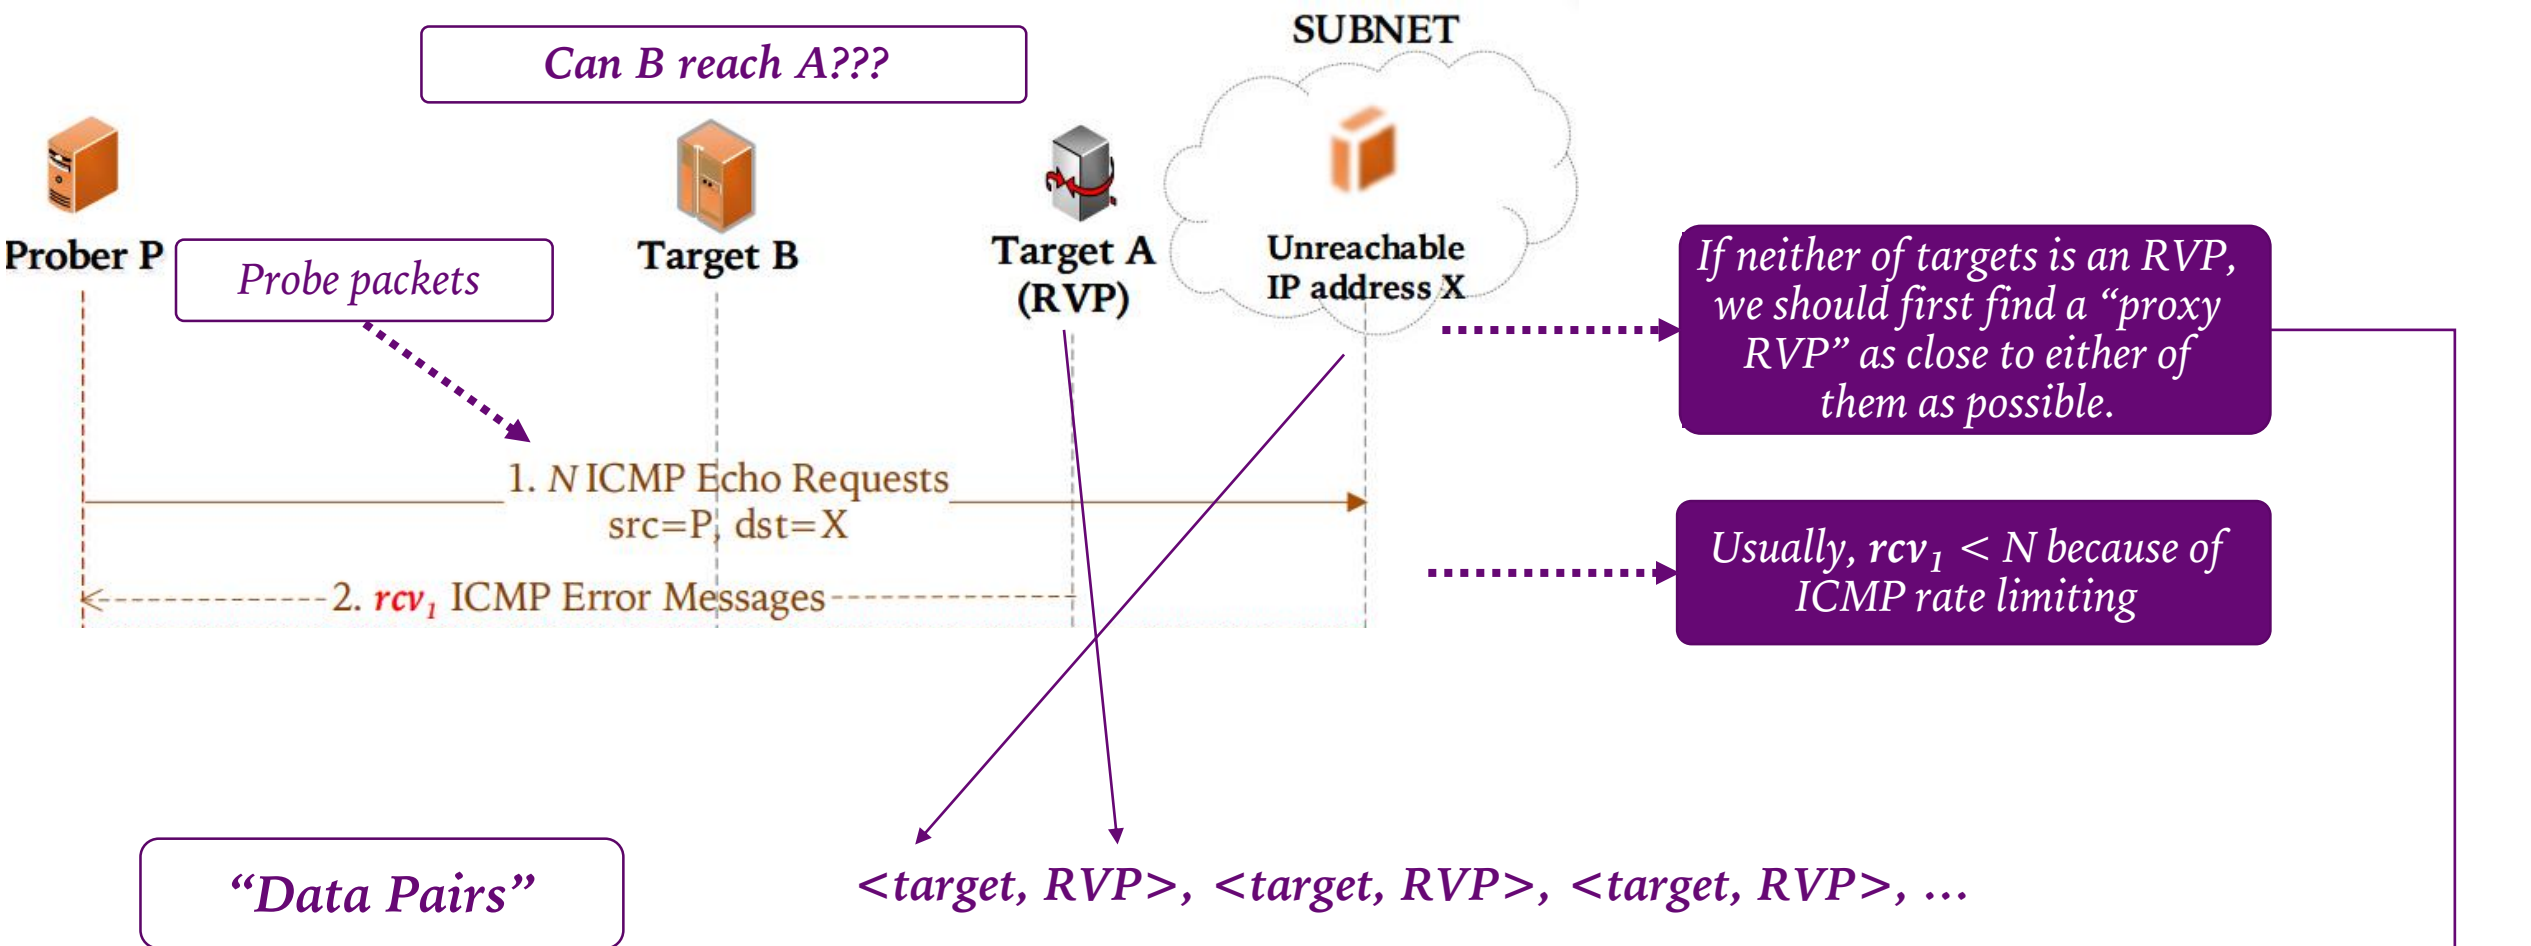 SUBNET
Can B reach A???
Prober P
Probe packets
Target B
Target A
(RVP)
Unreachable
IP address X
If neither of targets is an RVP,
we should first find a “proxy
RVP” as close to either of
them as possible.
1. N ICMP Echo Requests
src=P, dst=X
Usually, rcv₁ < N because of
ICMP rate limiting
2. rcv₁ ICMP Error Messages
“Data Pairs”
<target, RVP>, <target, RVP>, <target, RVP>, ...